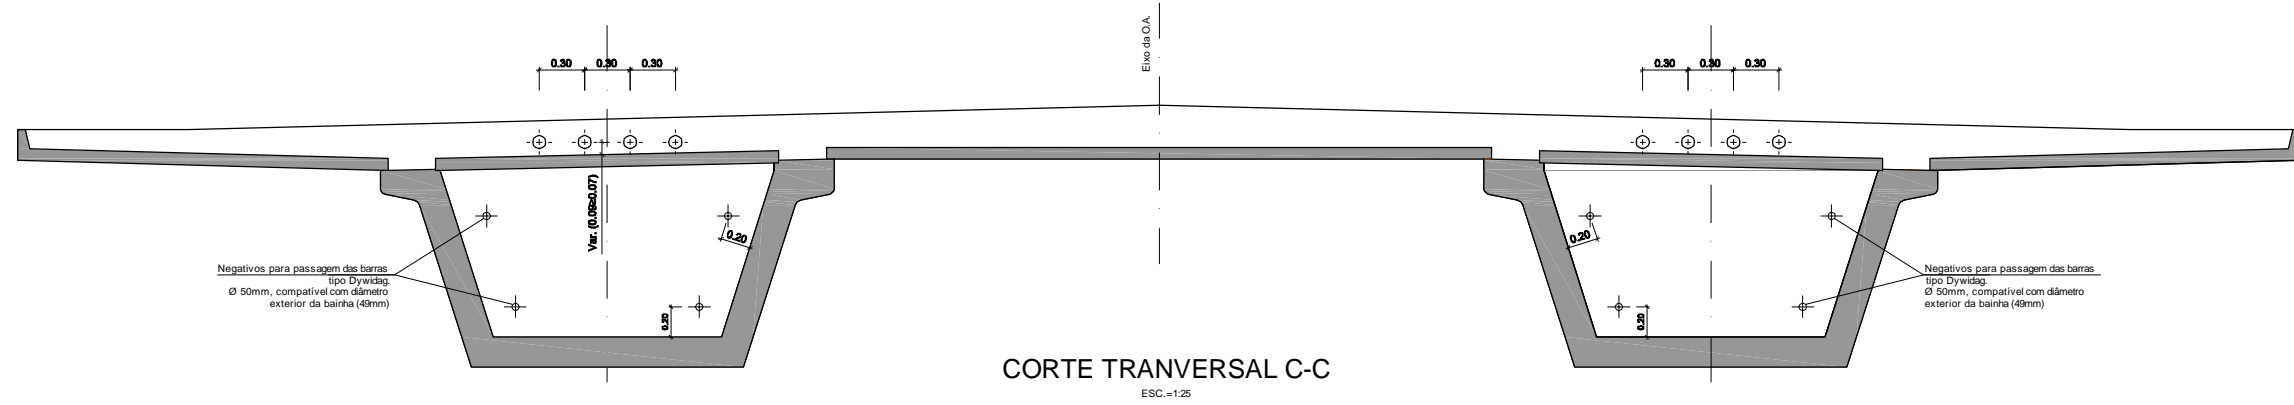 Eixo da O.A.
0.30 0.30 0.30
0.30 0.30 0.30
Var. (0.09≥0.07)
0.20
0.20
Negativos para passagem das barras
tipo Dywidag.
Ø 50mm, compatível com diâmetro
exterior da bainha (49mm)
0.20
0.20
Negativos para passagem das barras
tipo Dywidag.
Ø 50mm, compatível com diâmetro
exterior da bainha (49mm)
CORTE TRANVERSAL C-C
ESC.=1:25